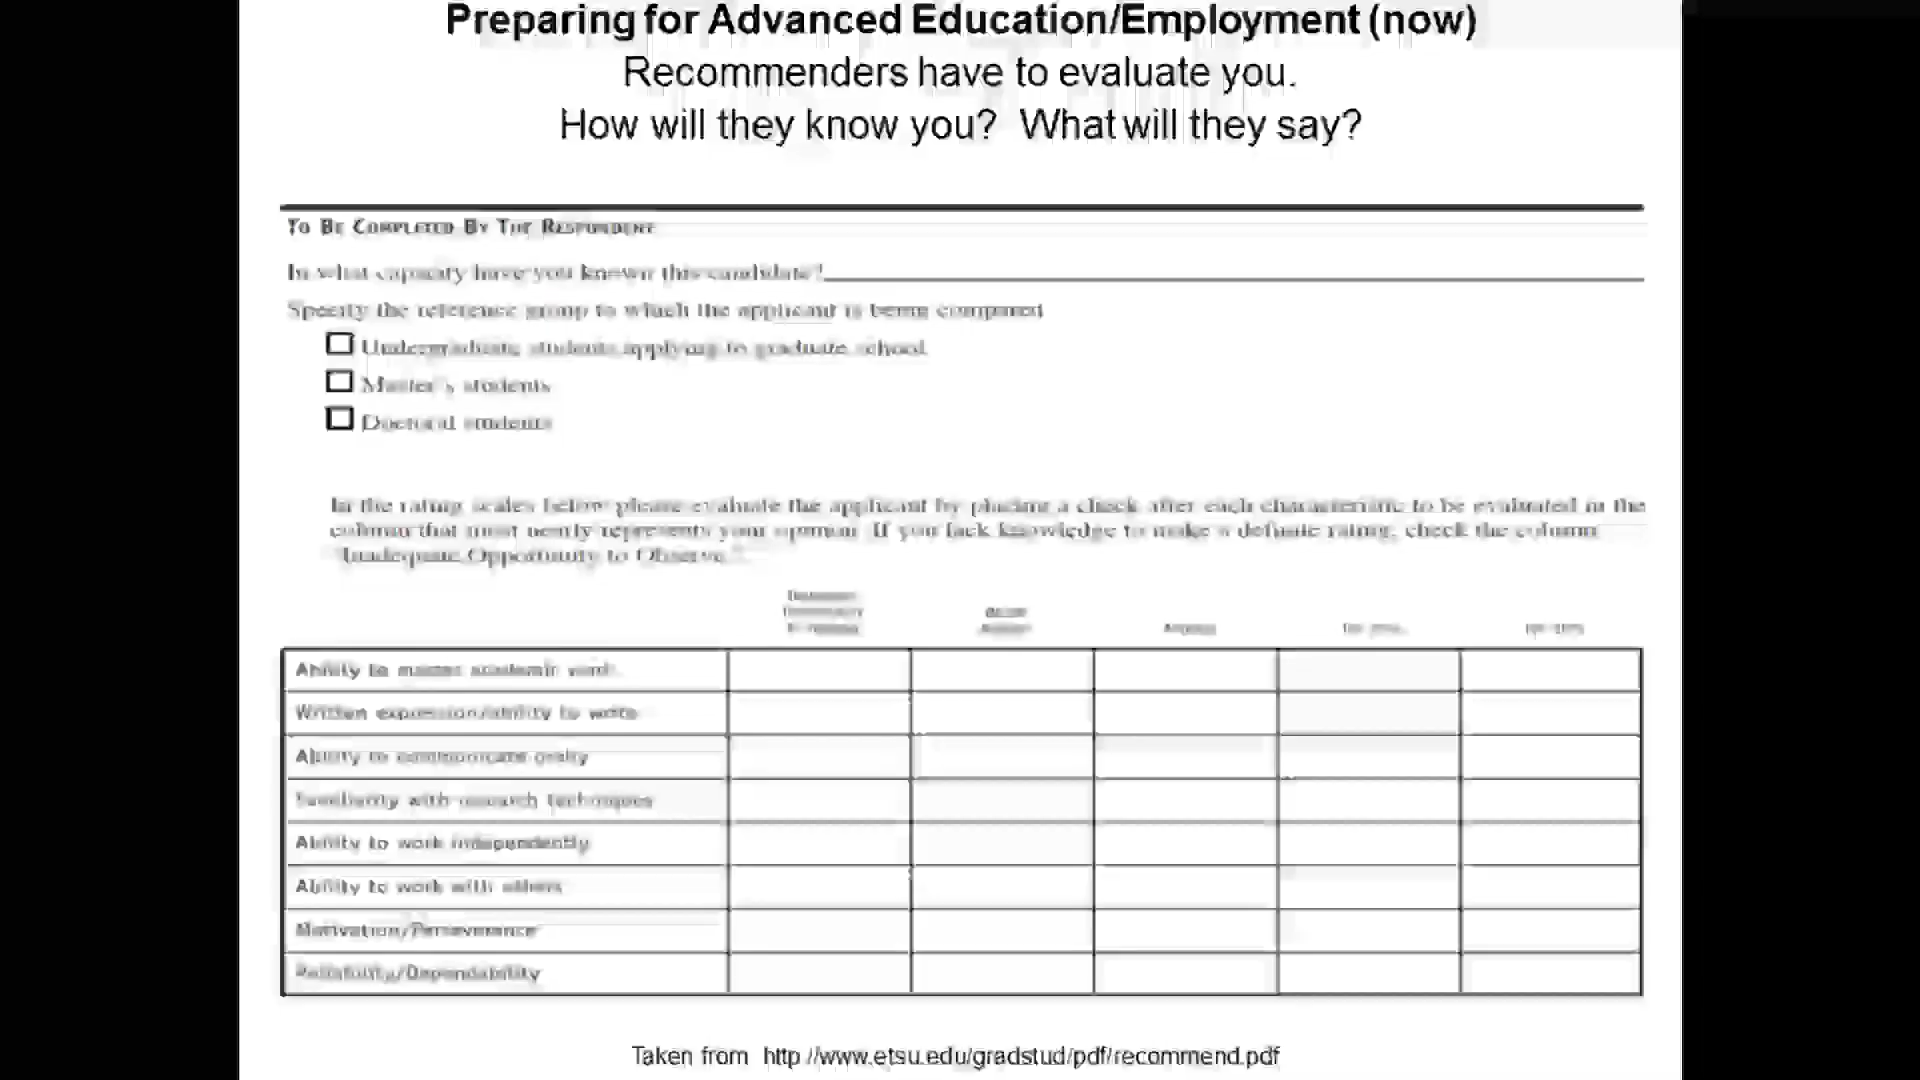 Preparing for Advanced Education/Employment (now)
Recommenders have to evaluate you.
How will they know you? What will they say?
To Be Completed By The Respondent
In what capacity have you known this candidate?
Specify the reference group to which the applicant is being compared
Undergraduate students applying to graduate school
Master's students
Doctoral students
In the rating scales below please evaluate the applicant by placing a check after each characteristic to be evaluated in the
column that most nearly represents your opinion. If you lack knowledge to make a definite rating, check the column
"Inadequate Opportunity to Observe."
Below
Average
Average
Ability to master academic work
Written expression/ability to write
Ability to communicate orally
Familiarity with research techniques
Ability to work independently
Ability to work with others
Motivation/Perseverance
Reliability/Dependability
Taken from http //www.etsu.edu/gradstud/pdf/recommend.pdf